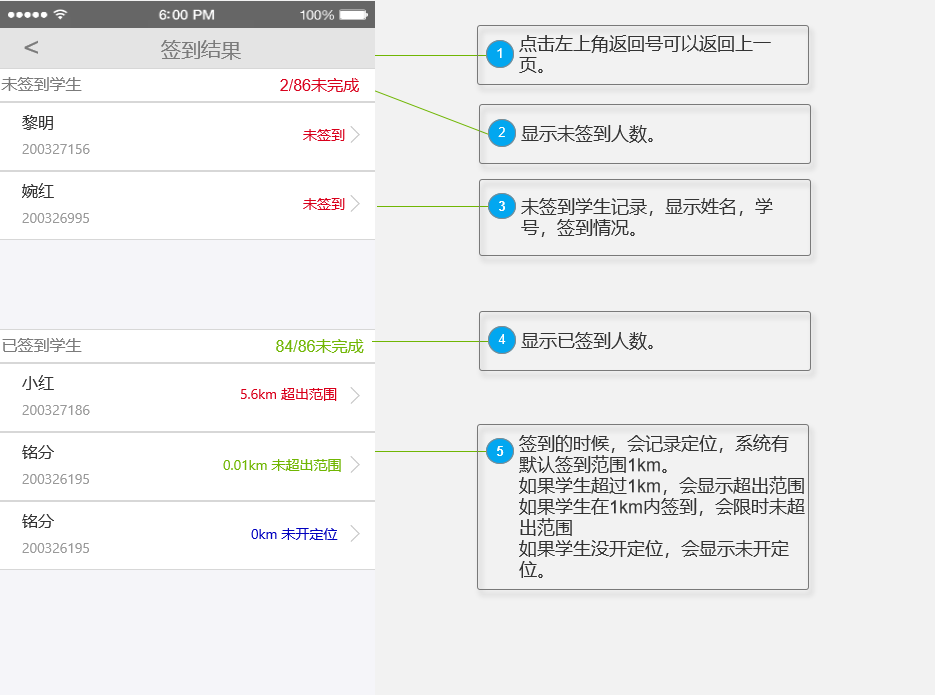 6:00 PM
100%
<
签到结果
未签到学生
2/86未完成
黎明
200327156
未签到
婉红
200326995
未签到
已签到学生
84/86未完成
小红
200327186
5.6km 超出范围
铭分
200326195
0.01km 未超出范围
铭分
200326195
0km 未开定位
1
点击左上角返回号可以返回上一
页。
2
显示未签到人数。
3
未签到学生记录，显示姓名，学
号，签到情况。
4
显示已签到人数。
5
签到的时候，会记录定位，系统有
默认签到范围1km。
如果学生超过1km，会显示超出范围
如果学生在1km内签到，会限时未超
出范围
如果学生没开定位，会显示未开定
位。